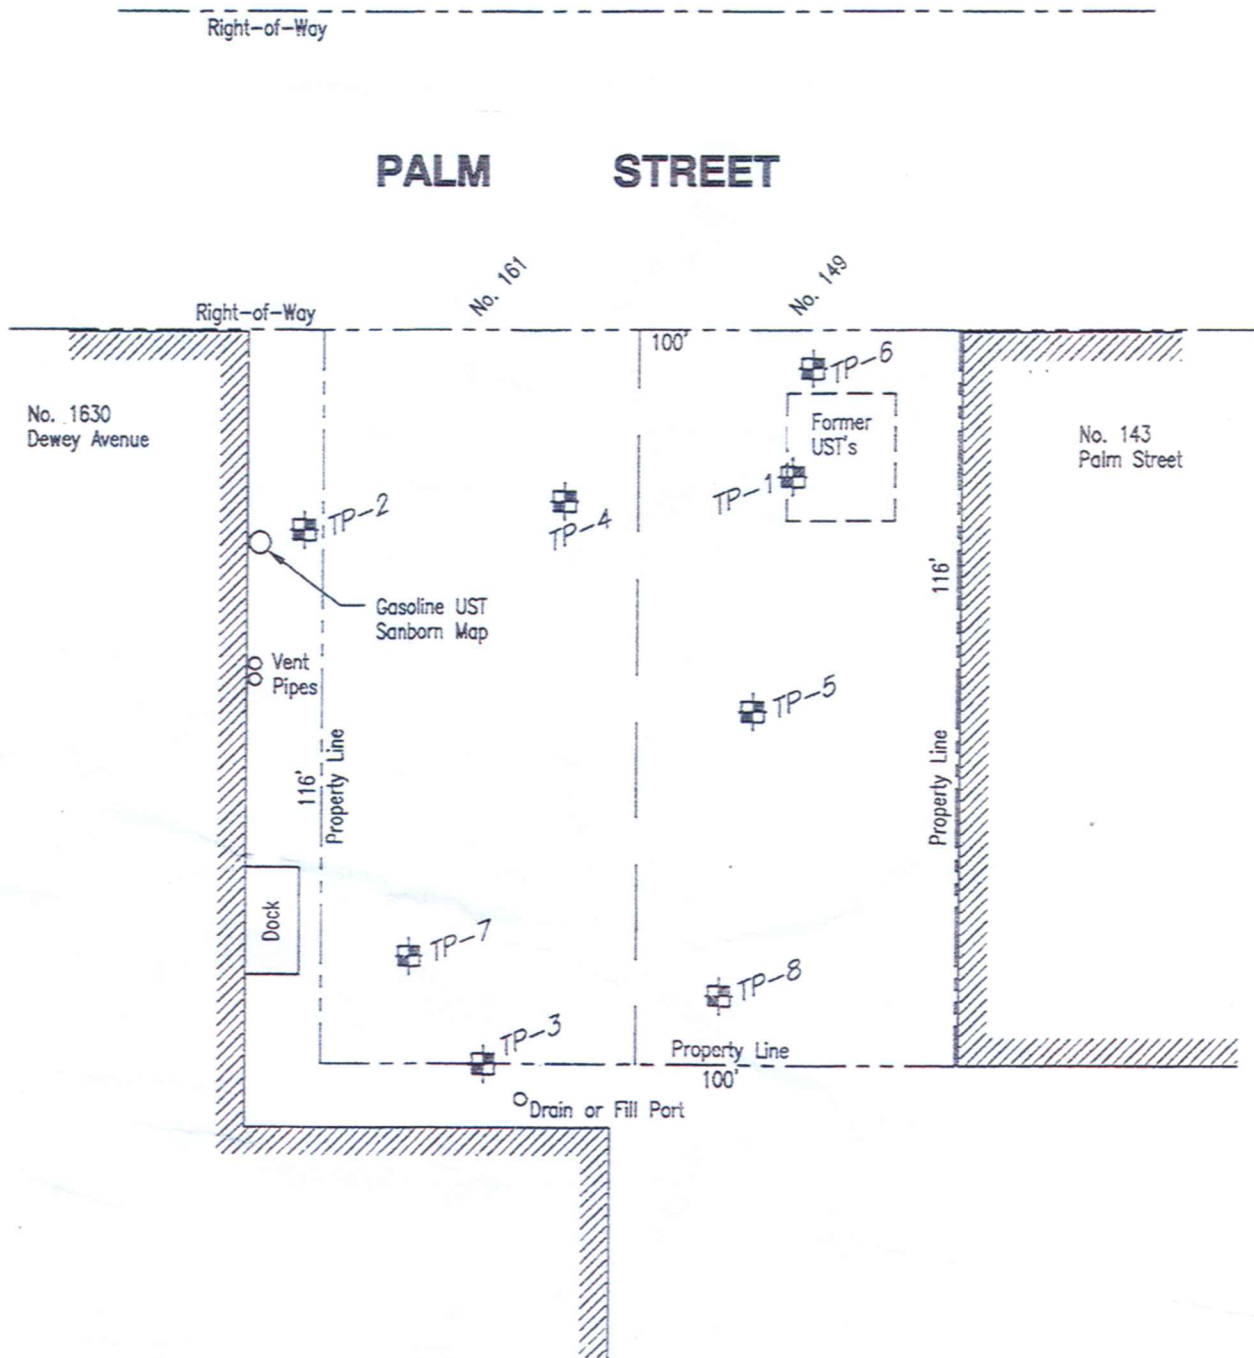 Right-of-Way
PALM STREET
No. 161
No. 149
Right-of-Way
100'
TP-6
No. 1630
Dewey Avenue
Former
UST's
No. 143
Palm Street
TP-1
TP-2
TP-4
116'
Gasoline UST
Sanborn Map
Vent
Pipes
TP-5
116'
Property Line
Property Line
Dock
TP-7
TP-8
TP-3
Property Line
100'
Drain or Fill Port